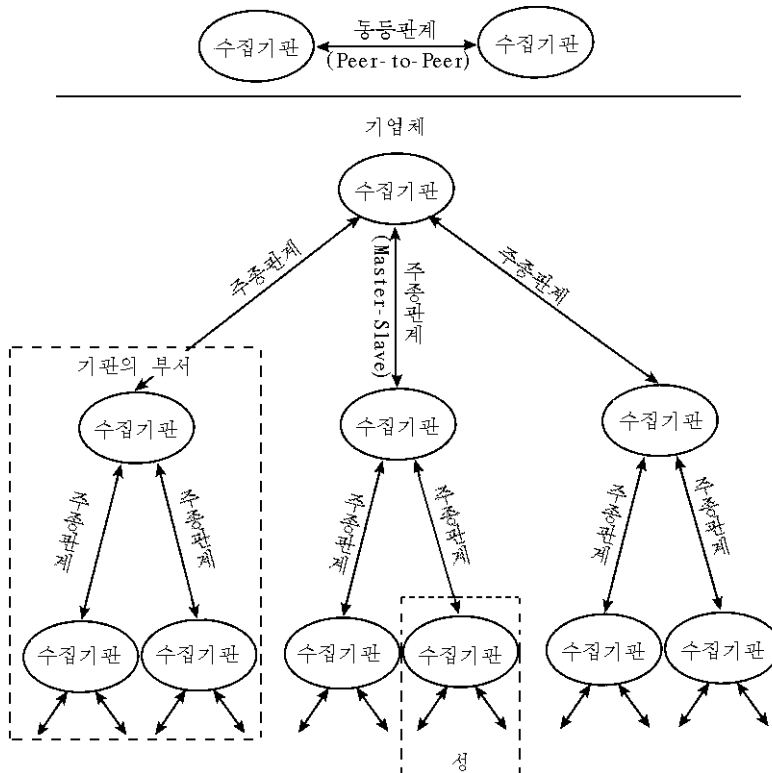 수집기관 동등관계 수집기관
(Peer-to-Peer)
기업체
수집기관
주종관계
주종관계
(Master-Slave)
주종관계
기관의 부서
수집기관
수집기관
수집기관
주종관계
주종관계
주종관계
주종관계
주종관계
주종관계
수집기관
수집기관
수집기관
수집기관
수집기관
수집기관
성